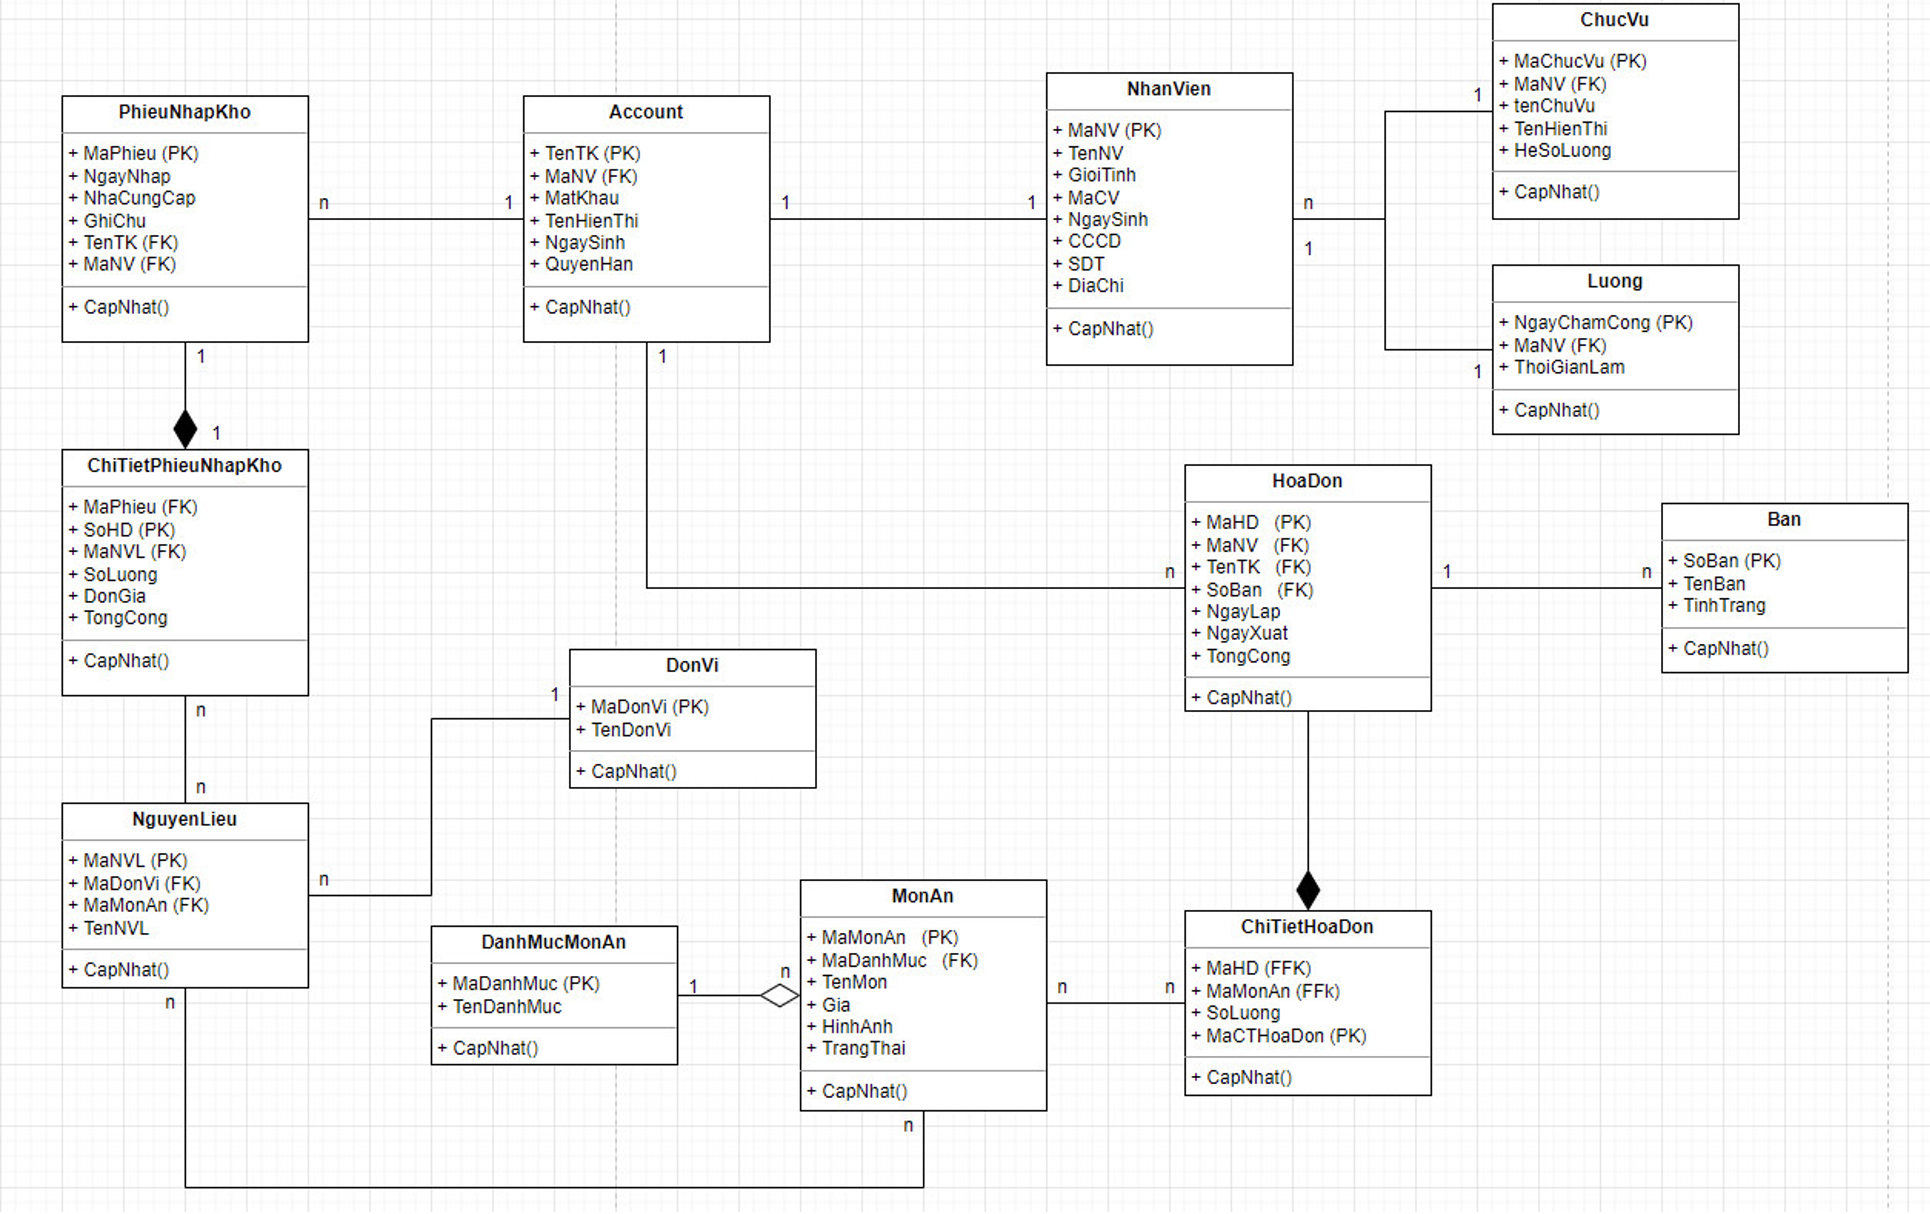 PhieuNhapKho
+ MaPhieu (PK)
+ NgayNhap
+ NhaCungCap
+ GhiChu
+ TenTK (FK)
+ MaNV (FK)
+ CapNhat()
n
1
Account
+ TenTK (PK)
+ MaNV (FK)
+ MatKhau
+ TenHienThi
+ NgaySinh
+ QuyenHan
+ CapNhat()
1
1
NhanVien
+ MaNV (PK)
+ TenNV
+ GioiTinh
+ MaCV
+ NgaySinh
+ CCCD
+ SDT
+ DiaChi
+ CapNhat()
n
1
1
ChucVu
+ MaChucVu (PK)
+ MaNV (FK)
+ tenChuVu
+ TenHienThi
+ HeSoLuong
+ CapNhat()
1
Luong
+ NgayChamCong (PK)
+ MaNV (FK)
+ ThoiGianLam
+ CapNhat()
1
1
1
ChiTietPhieuNhapKho
+ MaPhieu (FK)
+ SoHD (PK)
+ MaNVL (FK)
+ SoLuong
+ DonGia
+ TongCong
+ CapNhat()
n
HoaDon
+ MaHD (PK)
+ MaNV (FK)
+ TenTK (FK)
+ SoBan (FK)
+ NgayLap
+ NgayXuat
+ TongCong
+ CapNhat()
1
n
Ban
+ SoBan (PK)
+ TenBan
+ TinhTrang
+ CapNhat()
1
DonVi
+ MaDonVi (PK)
+ TenDonVi
+ CapNhat()
n
n
NguyenLieu
+ MaNVL (PK)
+ MaDonVi (FK)
+ MaMonAn (FK)
+ TenNVL
+ CapNhat()
n
n
DanhMucMonAn
+ MaDanhMuc (PK)
+ TenDanhMuc
+ CapNhat()
1
n
MonAn
+ MaMonAn (PK)
+ MaDanhMuc (FK)
+ TenMon
+ Gia
+ HinhAnh
+ TrangThai
+ CapNhat()
n
n
n
ChiTietHoaDon
+ MaHD (FFK)
+ MaMonAn (FFk)
+ SoLuong
+ MaCTHoaDon (PK)
+ CapNhat()